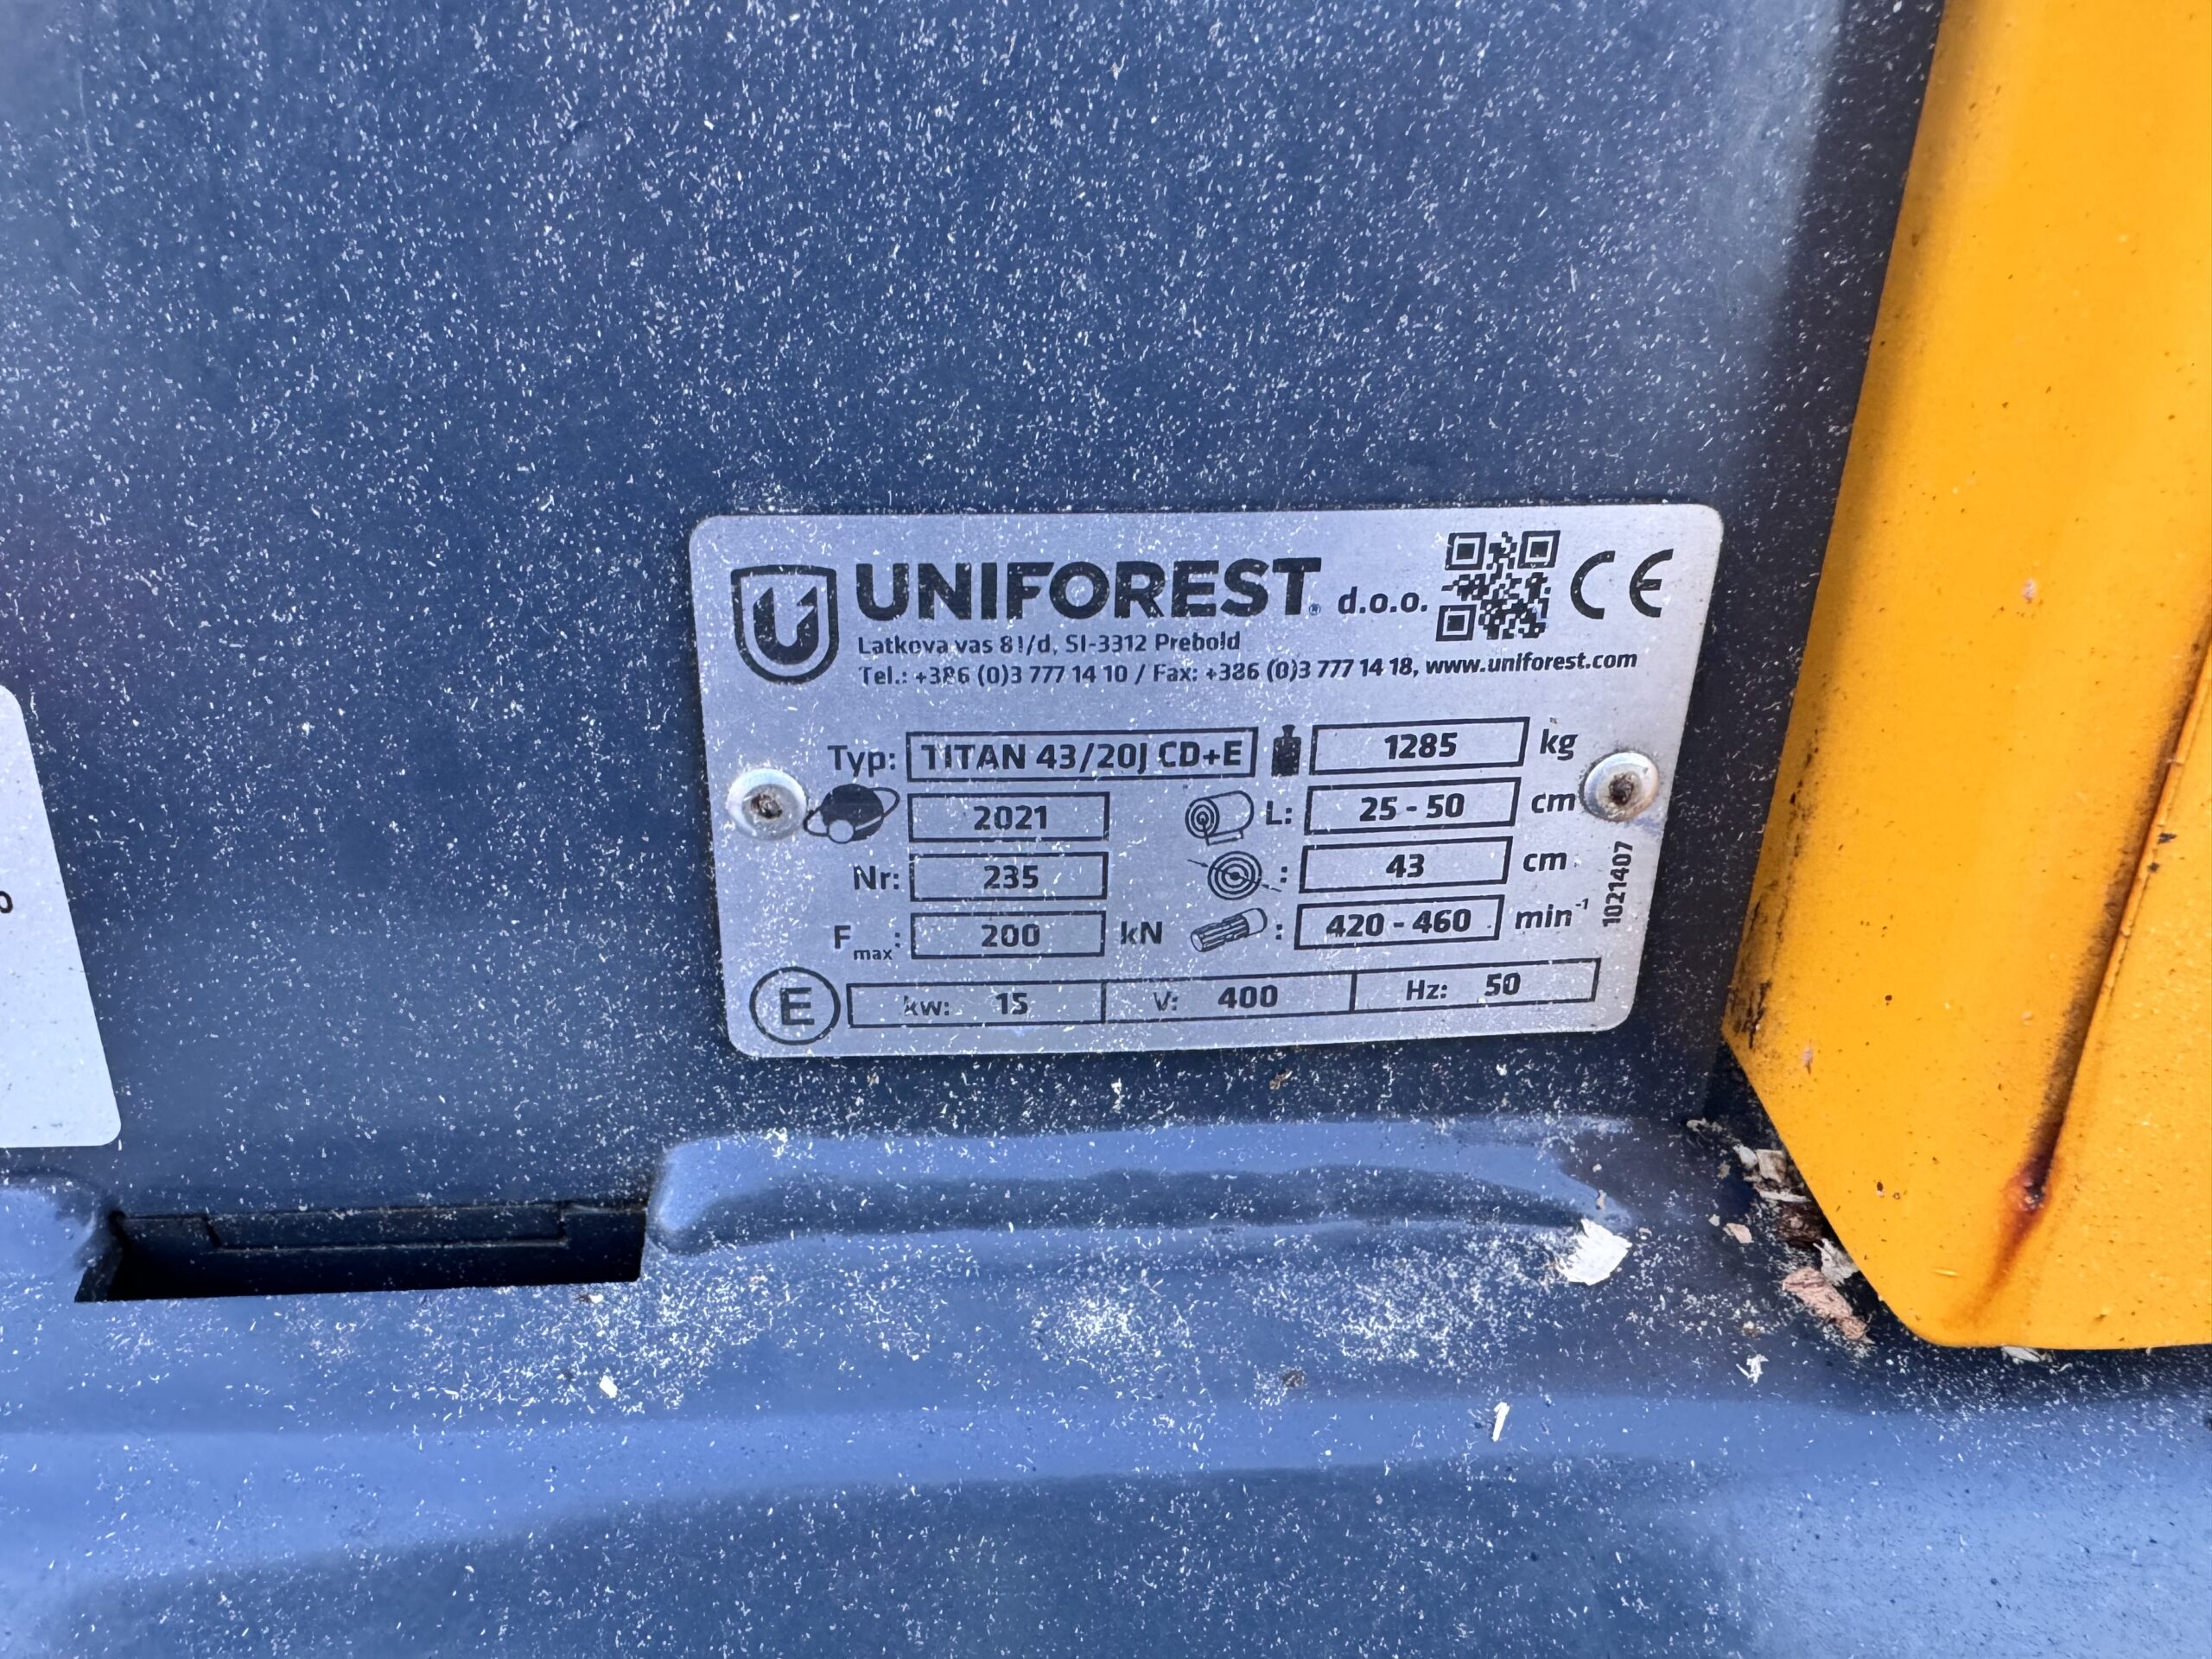 UNIFOREST® d.o.o. CE
Latkova vas 81/d, SI-3312 Prebold
Tel.: +386 (0)3 777 14 10 / Fax: +386 (0)3 777 14 18, www.uniforest.com
Typ: TITAN 43/20J CD+E 1285 kg
2021 L: 25 - 50 cm
Nr: 235 : 43 cm
Fmax: 200 kN : 420 - 460 min⁻¹
E kw: 15 V: 400 Hz: 50
1021407